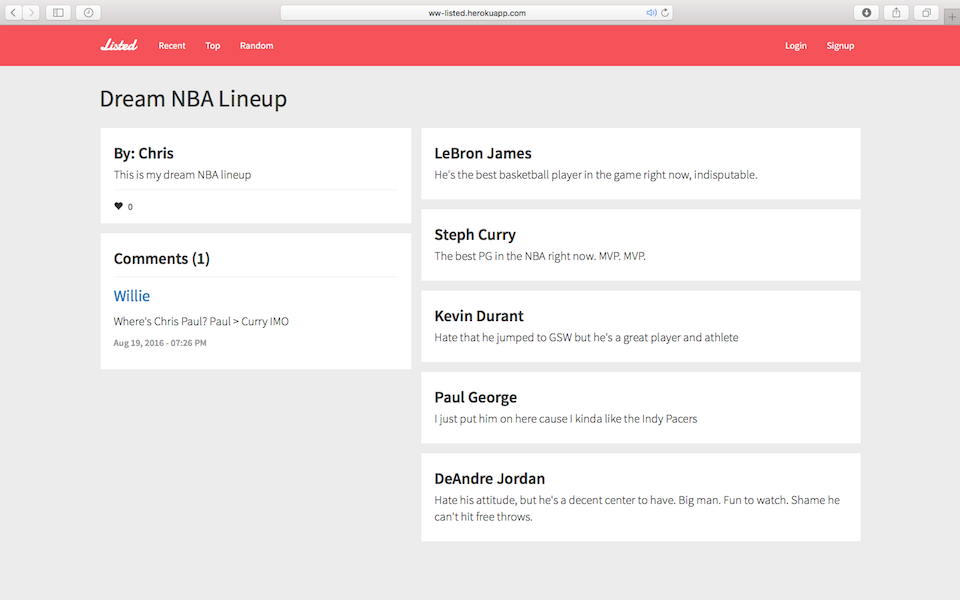 ww-listed.herokuapp.com
Listed
Recent
Top
Random
Login
Signup
Dream NBA Lineup
By: Chris
This is my dream NBA lineup
0
Comments (1)
Willie
Where's Chris Paul? Paul > Curry IMO
Aug 19, 2016 - 07:26 PM
LeBron James
He's the best basketball player in the game right now, indisputable.
Steph Curry
The best PG in the NBA right now. MVP. MVP.
Kevin Durant
Hate that he jumped to GSW but he's a great player and athlete
Paul George
I just put him on here cause I kinda like the Indy Pacers
DeAndre Jordan
Hate his attitude, but he's a decent center to have. Big man. Fun to watch. Shame he
can't hit free throws.